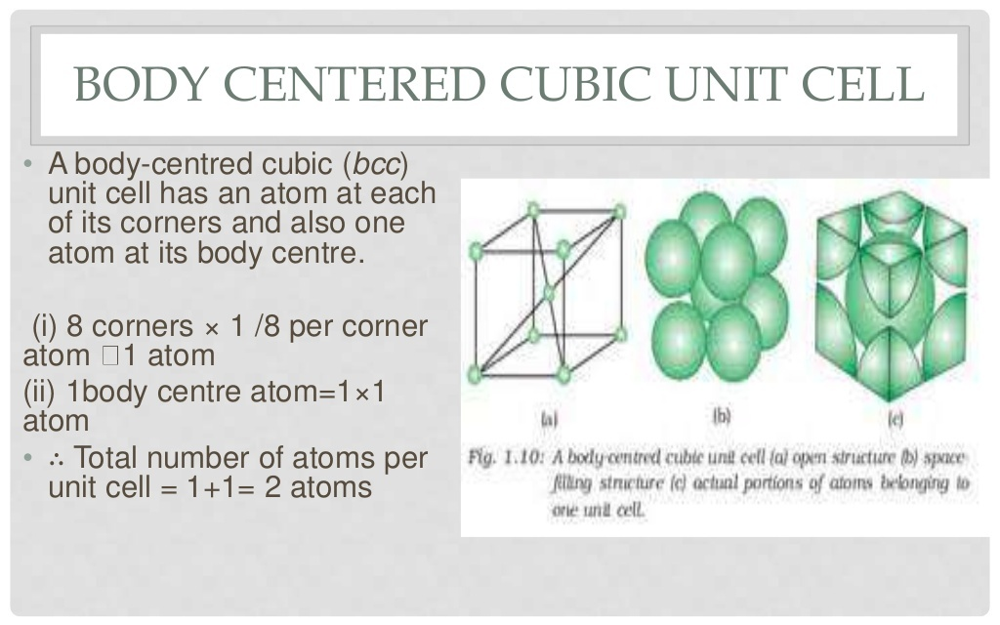 BODY CENTERED CUBIC UNIT CELL
• A body-centred cubic (bcc)
unit cell has an atom at each
of its corners and also one
atom at its body centre.
(i) 8 corners × 1 /8 per corner
atom □1 atom
(ii) 1body centre atom=1×1
atom
• ∴ Total number of atoms per
unit cell = 1+1= 2 atoms
(a)
(b)
(c)
Fig. 1.10: A body-centred cubic unit cell (a) open structure (b) space-
filling structure (c) actual portions of atoms belonging to
one unit cell.